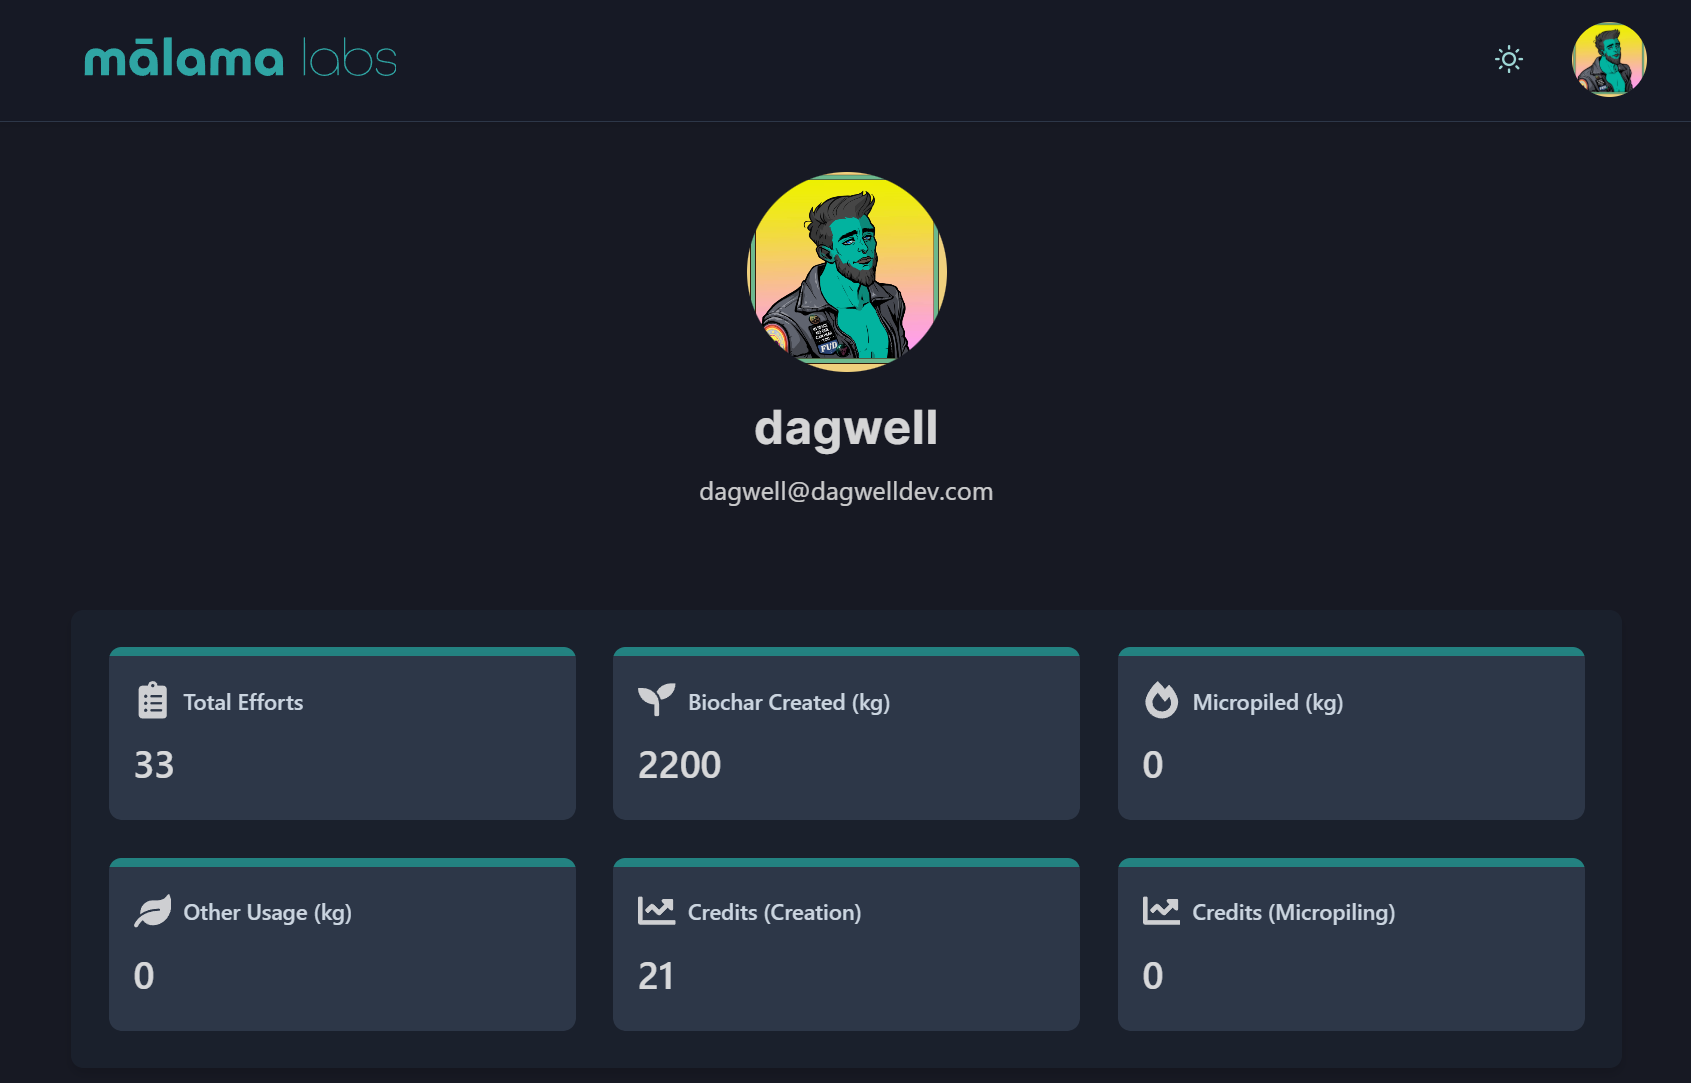 mālama labs
dagwell
dagwell@dagwelldev.com
Total Efforts
33
Biochar Created (kg)
2200
Micropiled (kg)
0
Other Usage (kg)
0
Credits (Creation)
21
Credits (Micropiling)
0
FUD